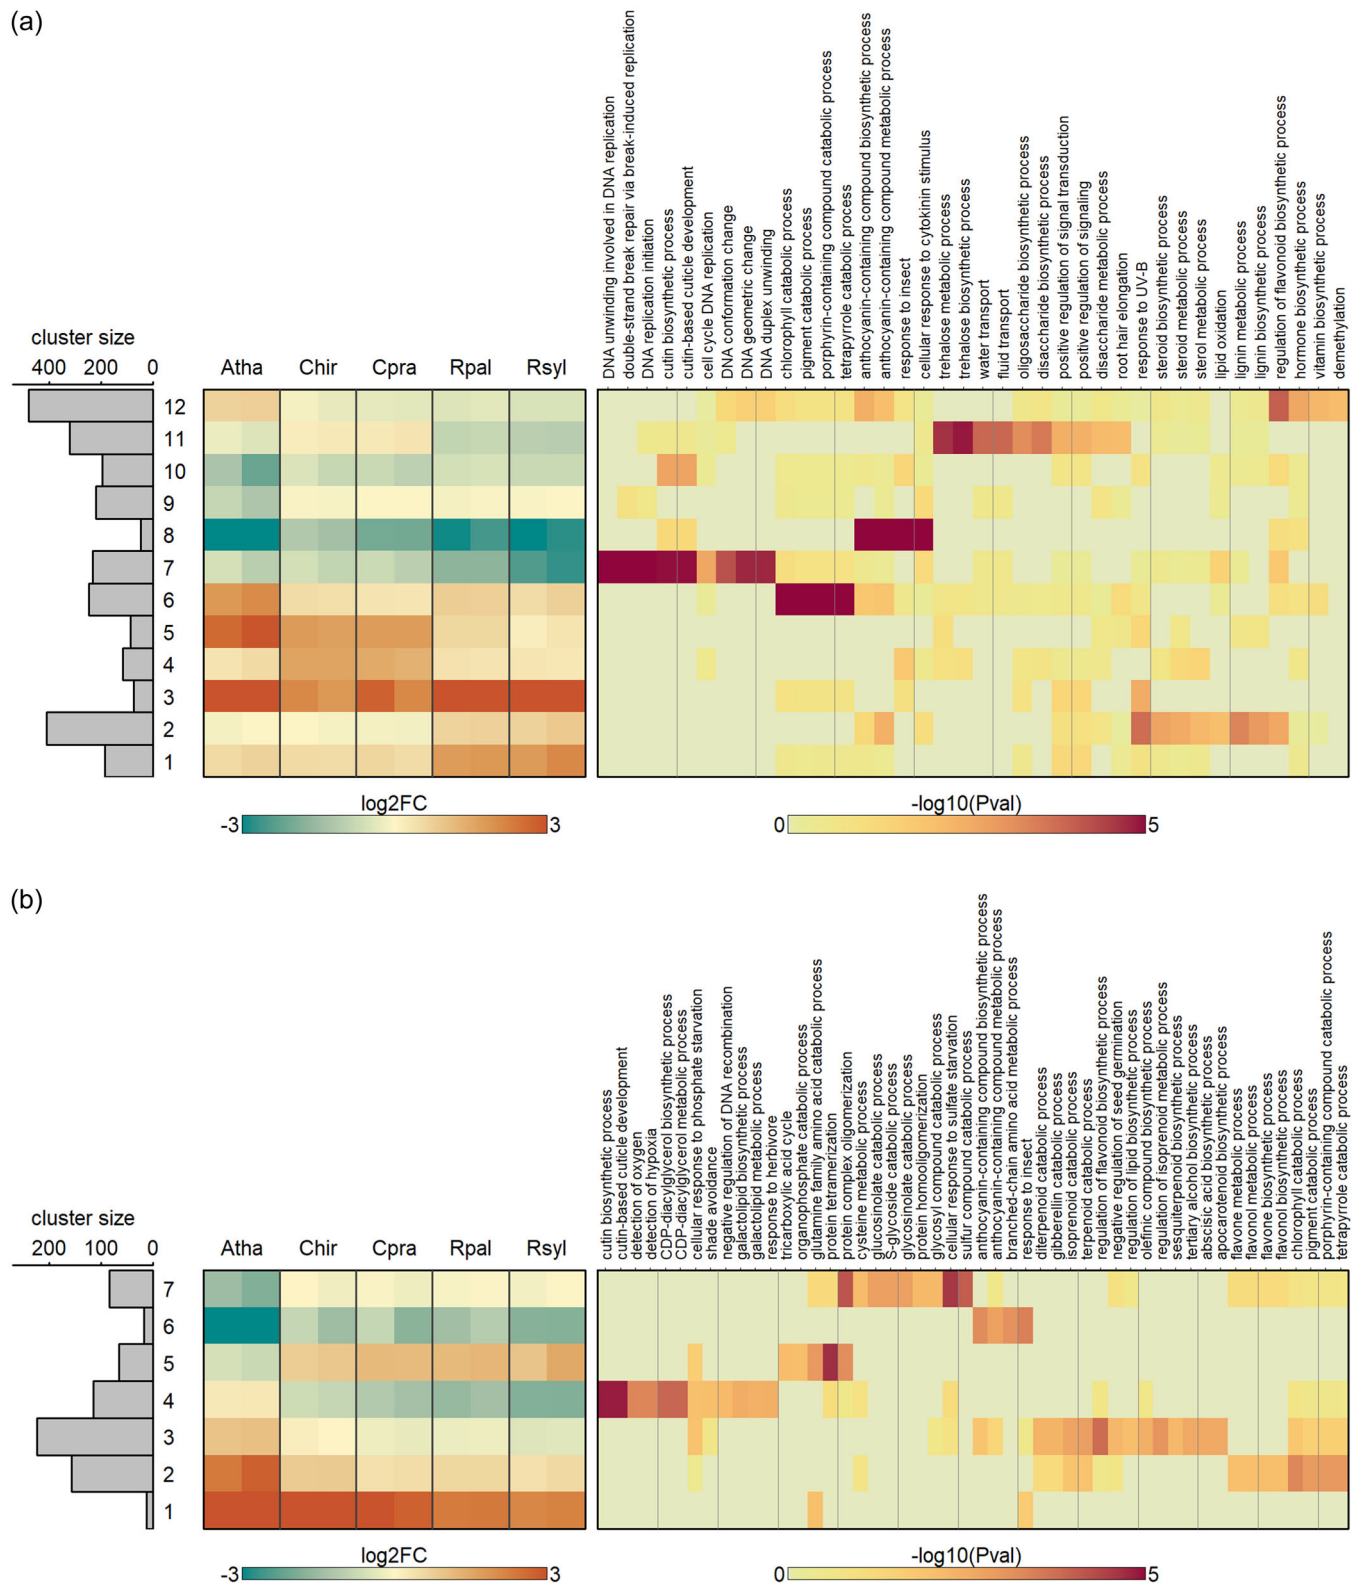 (a)
DNA unwinding involved in DNA replication
double-strand break repair via break-induced replication
DNA replication initiation
cutin biosynthetic process
cutin-based cuticle development
cell cycle DNA replication
DNA conformation change
DNA geometric change
DNA duplex unwinding
chlorophyll catabolic process
pigment catabolic process
porphyrin-containing compound catabolic process
tetrapyrrole catabolic process
anthocyanin-containing compound biosynthetic process
anthocyanin-containing compound metabolic process
response to insect
cellular response to cytokinin stimulus
trehalose metabolic process
trehalose biosynthetic process
water transport
fluid transport
oligosaccharide biosynthetic process
disaccharide biosynthetic process
positive regulation of signal transduction
positive regulation of signaling
disaccharide metabolic process
root hair elongation
response to UV-B
steroid biosynthetic process
steroid metabolic process
sterol metabolic process
lipid oxidation
lignin metabolic process
lignin biosynthetic process
regulation of flavonoid biosynthetic process
hormone biosynthetic process
vitamin biosynthetic process
demethylation
cluster size
400 200 0
Atha Chir Cpra Rpal Rsyl
12
11
10
9
8
7
6
5
4
3
2
1
log2FC
-3 3
-log10(Pval)
0 5
(b)
cutin biosynthetic process
cutin-based cuticle development
detection of oxygen
detection of hypoxia
CDP-diacylglycerol biosynthetic process
CDP-diacylglycerol metabolic process
cellular response to phosphate starvation
shade avoidance
negative regulation of DNA recombination
galactolipid biosynthetic process
galactolipid metabolic process
response to herbivore
tricarboxylic acid cycle
organophosphate catabolic process
glutamine family amino acid catabolic process
protein tetramerization
protein complex oligomerization
cysteine metabolic process
glucosinolate catabolic process
S-glycoside catabolic process
glycosinolate catabolic process
protein homooligomerization
glycosyl compound catabolic process
cellular response to sulfate starvation
sulfur compound catabolic process
anthocyanin-containing compound biosynthetic process
anthocyanin-containing compound metabolic process
branched-chain amino acid metabolic process
response to insect
diterpenoid catabolic process
gibberellin catabolic process
isoprenoid catabolic process
terpenoid catabolic process
regulation of flavonoid biosynthetic process
negative regulation of seed germination
regulation of lipid biosynthetic process
olefinic compound biosynthetic process
regulation of isoprenoid metabolic process
sesquiterpenoid biosynthetic process
tertiary alcohol biosynthetic process
abscisic acid biosynthetic process
apocarotenoid biosynthetic process
flavone metabolic process
flavonol metabolic process
flavone biosynthetic process
flavonol biosynthetic process
chlorophyll catabolic process
pigment catabolic process
porphyrin-containing compound catabolic process
tetrapyrrole catabolic process
cluster size
200 100 0
Atha Chir Cpra Rpal Rsyl
7
6
5
4
3
2
1
log2FC
-3 3
-log10(Pval)
0 5